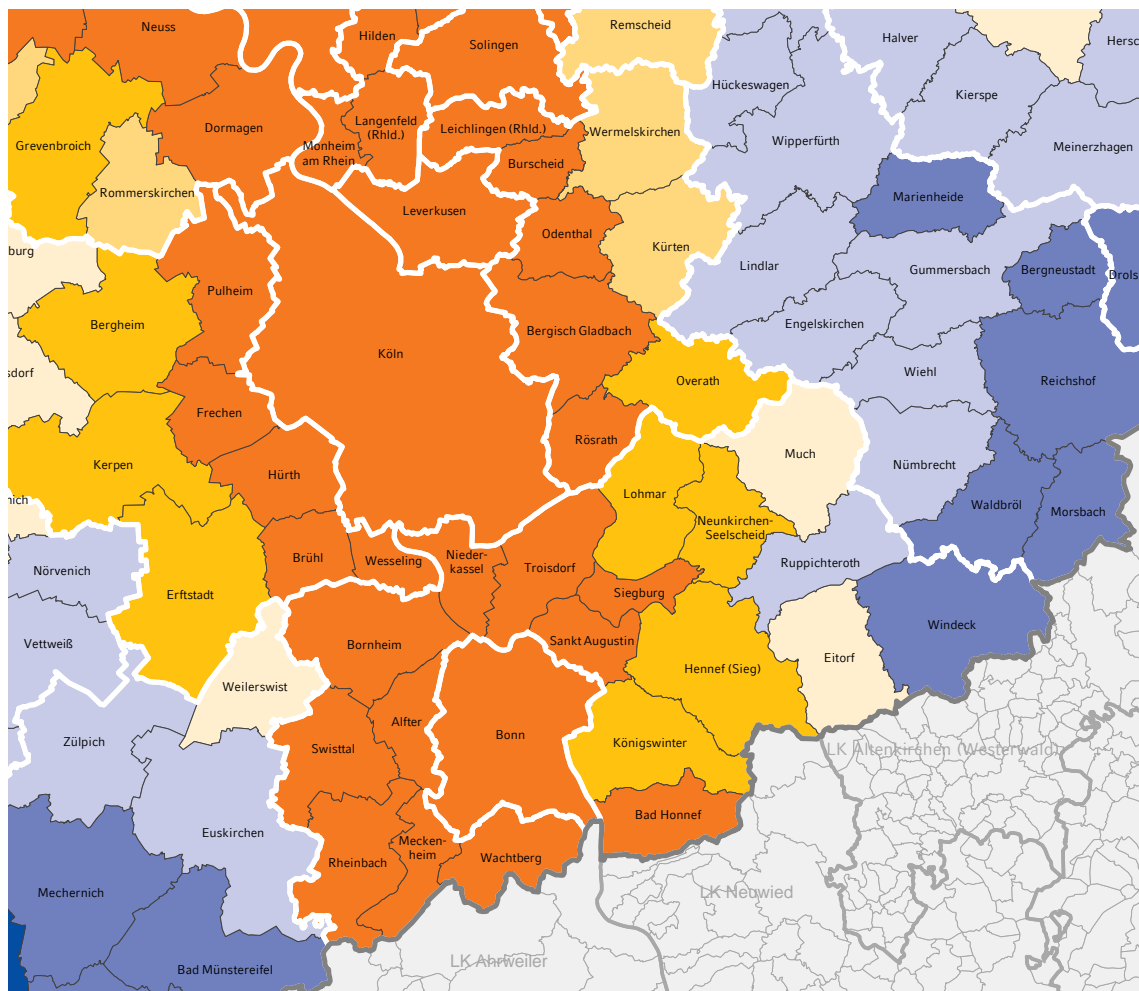 Neuss
Hilden
Solingen
Remscheid
Halver
Hersc
Hückeswagen
Kierspe
Grevenbroich
Dormagen
Langenfeld
(Rhld.)
Leichlingen (Rhld.)
Wermelskirchen
Wipperfürth
Meinerzhagen
Monheim
am Rhein
Burscheid
Rommerskirchen
Leverkusen
Marienheide
Odenthal
Kürten
burg
Lindlar
Gummersbach
Bergneustadt
Drols
Pulheim
Bergheim
Bergisch Gladbach
Engelskirchen
Köln
sdorf
Overath
Wiehl
Reichshof
Frechen
Rösrath
Much
Kerpen
Hürth
Nümbrecht
Lohmar
nich
Neunkirchen-
Seelscheid
Waldbröl
Morsbach
Brühl
Wesseling
Nieder-
kassel
Troisdorf
Ruppichteroth
Nörvenich
Erftstadt
Siegburg
Windeck
Vettweiß
Bornheim
Sankt Augustin
Eitorf
Hennef (Sieg)
Weilerswist
Alfter
Zülpich
Swisttal
Bonn
Königswinter
LK Altenkirchen (Westerwald)
Euskirchen
Bad Honnef
Rheinbach
Mecken-
heim
Wachtberg
Mechernich
LK Neuwied
Bad Münstereifel
LK Ahrweiler